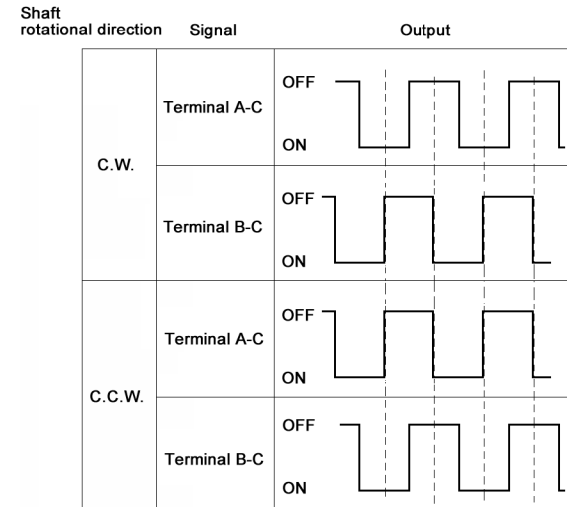 Shaft
rotational direction Signal Output
OFF
Terminal A-C
ON
C.W.
OFF
Terminal B-C
ON
OFF
Terminal A-C
ON
C.C.W.
OFF
Terminal B-C
ON